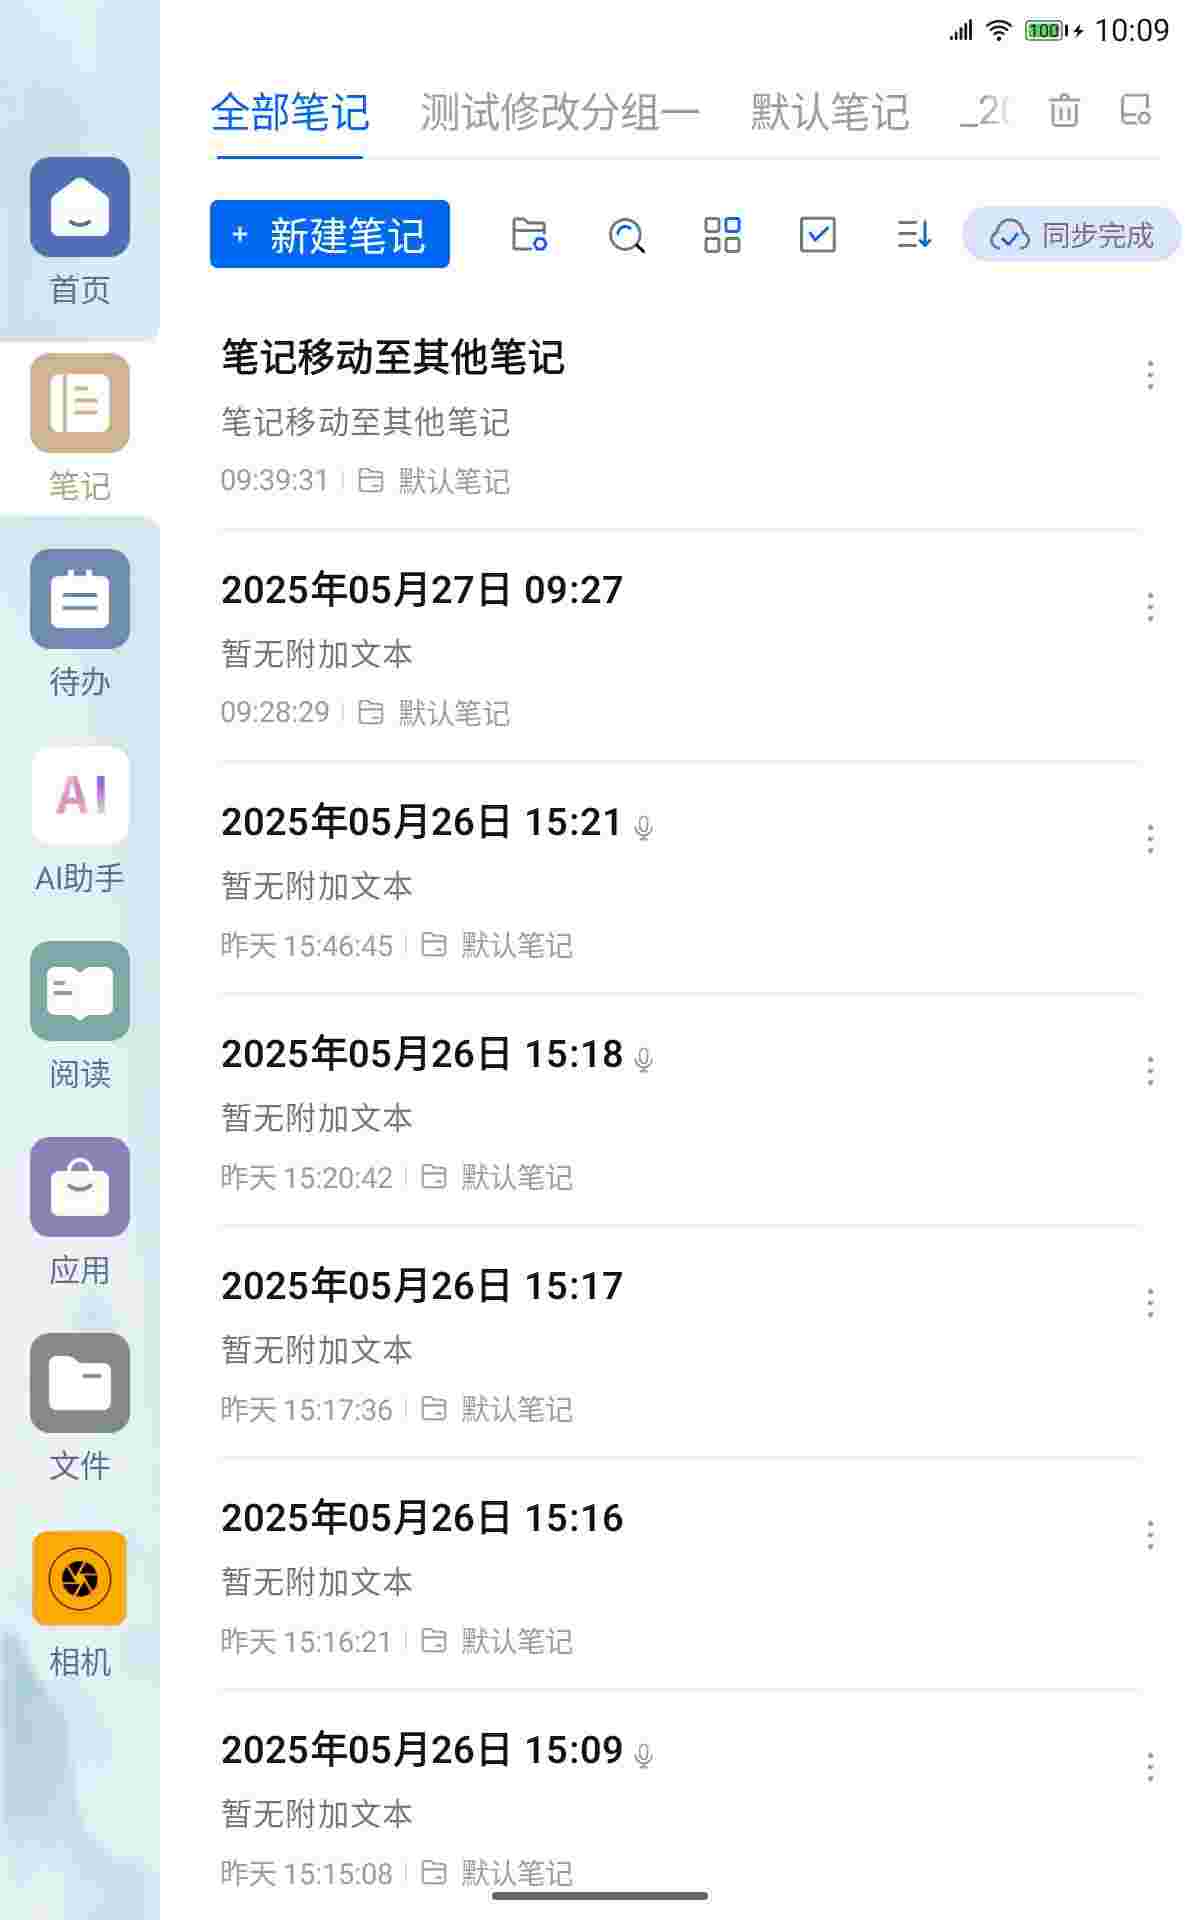 100 10:09
全部笔记 测试修改分组一 默认笔记 _20
+ 新建笔记 同步完成
首页
笔记
待办
AI
AI助手
阅读
应用
文件
相机
笔记移动至其他笔记
笔记移动至其他笔记
09:39:31 默认笔记
2025年05月27日 09:27
暂无附加文本
09:28:29 默认笔记
2025年05月26日 15:21
暂无附加文本
昨天 15:46:45 默认笔记
2025年05月26日 15:18
暂无附加文本
昨天 15:20:42 默认笔记
2025年05月26日 15:17
暂无附加文本
昨天 15:17:36 默认笔记
2025年05月26日 15:16
暂无附加文本
昨天 15:16:21 默认笔记
2025年05月26日 15:09
暂无附加文本
昨天 15:15:08 默认笔记